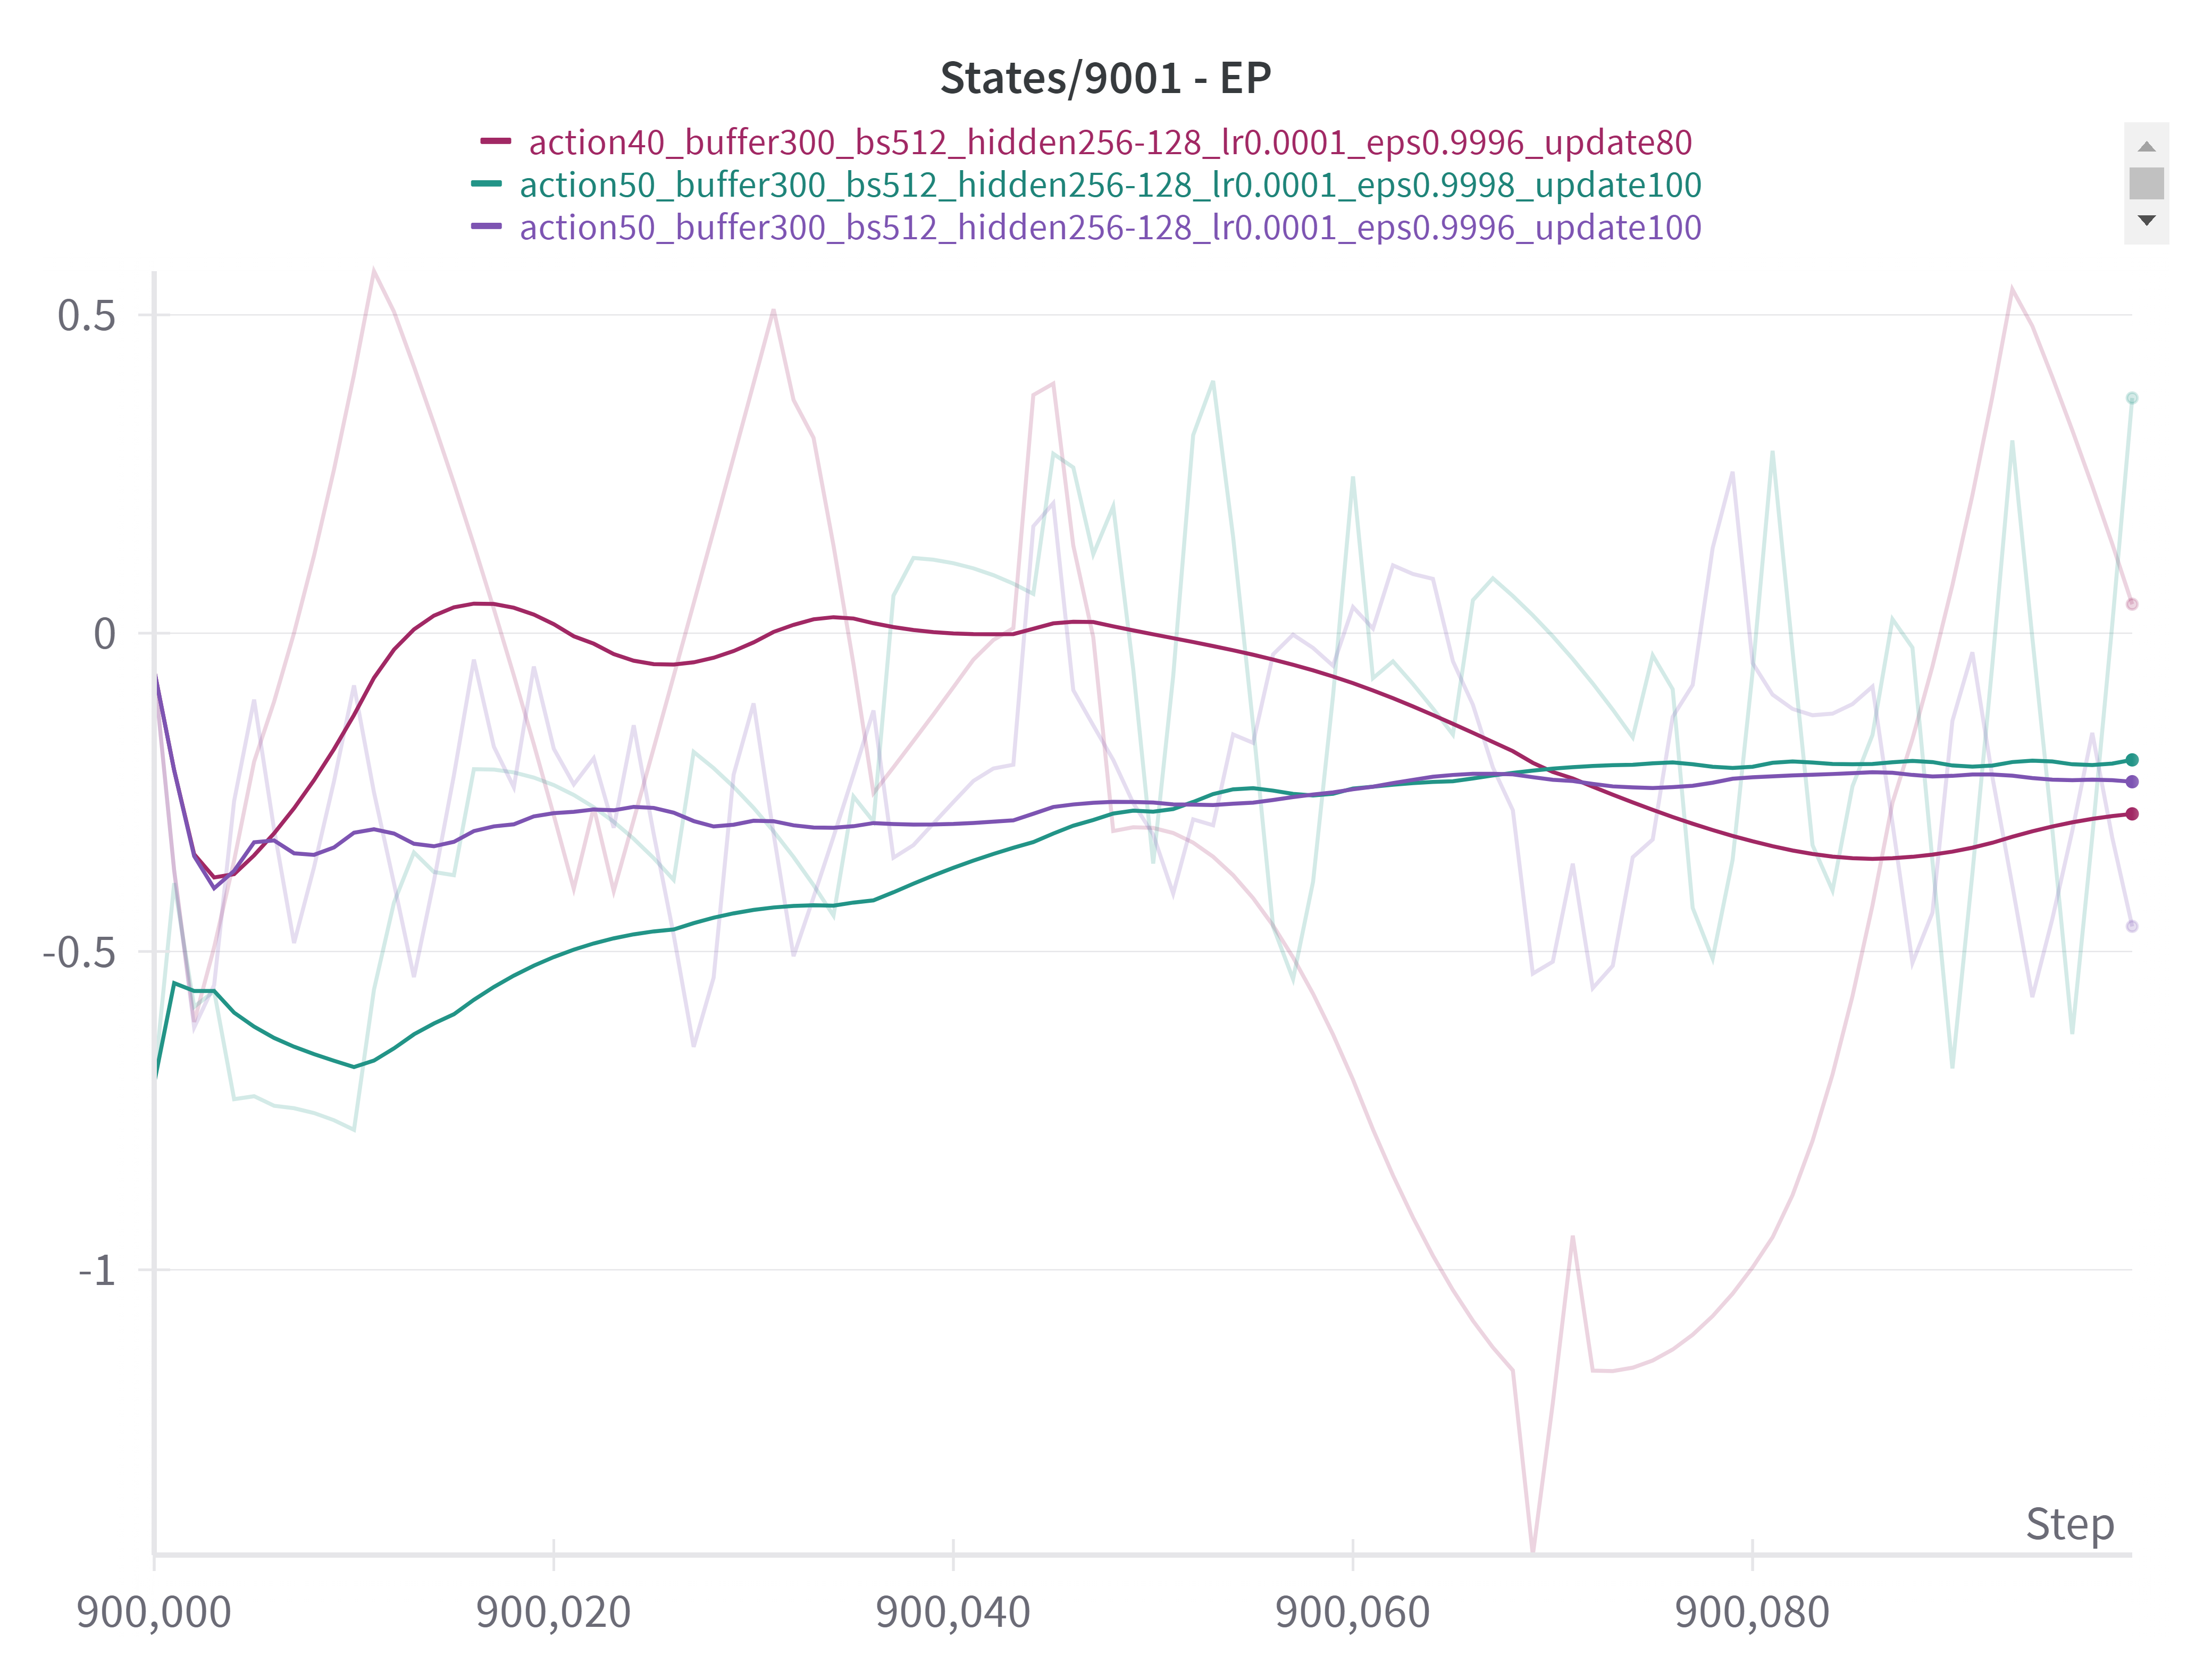 States/9001 - EP
action40_buffer300_bs512_hidden256-128_lr0.0001_eps0.9996_update80
action50_buffer300_bs512_hidden256-128_lr0.0001_eps0.9998_update100
action50_buffer300_bs512_hidden256-128_lr0.0001_eps0.9996_update100
0.5
0
-0.5
-1
Step
900,000 900,020 900,040 900,060 900,080